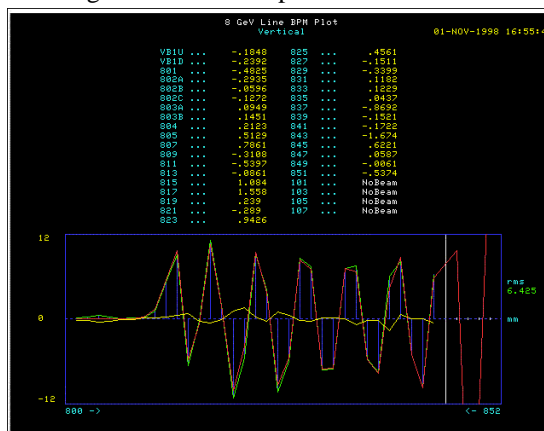 8 GeV Line BPM Plot
Vertical 01-NOV-1998 16:55:4
VB1U ... -.1848 825 ... .4561
VB1D ... -.2392 827 ... -.1511
801 ... -.4825 829 ... -.3399
802A ... -.2935 831 ... .1182
802B ... -.0596 833 ... .1229
802C ... -.1272 835 ... .0437
803A ... .0949 837 ... -.8692
803B ... .1451 839 ... -.1521
804 ... .2123 841 ... -.1722
805 ... .5129 843 ... -1.674
807 ... .7861 845 ... .6221
809 ... -.3108 847 ... .0587
811 ... -.5397 849 ... -.0061
813 ... -.0861 851 ... -.5374
815 ... 1.084 101 ... NoBeam
817 ... 1.558 103 ... NoBeam
819 ... .239 105 ... NoBeam
821 ... -.289 107 ... NoBeam
823 ... .9426
12
rms
6.425
0 mm
-12
800 -> <- 852